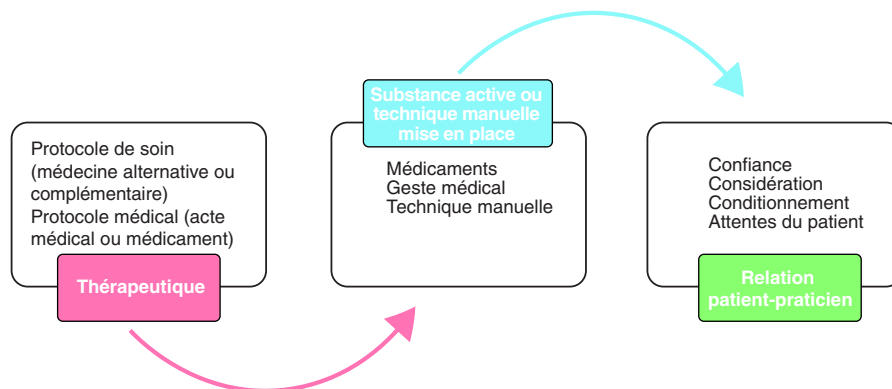 Protocole de soin
(médecine alternative ou
complémentaire)
Protocole médical (acte
médical ou médicament)
Thérapeutique
Substance active ou
technique manuelle
mise en place
Médicaments
Geste médical
Technique manuelle
Confiance
Considération
Conditionnement
Attentes du patient
Relation
patient-praticien